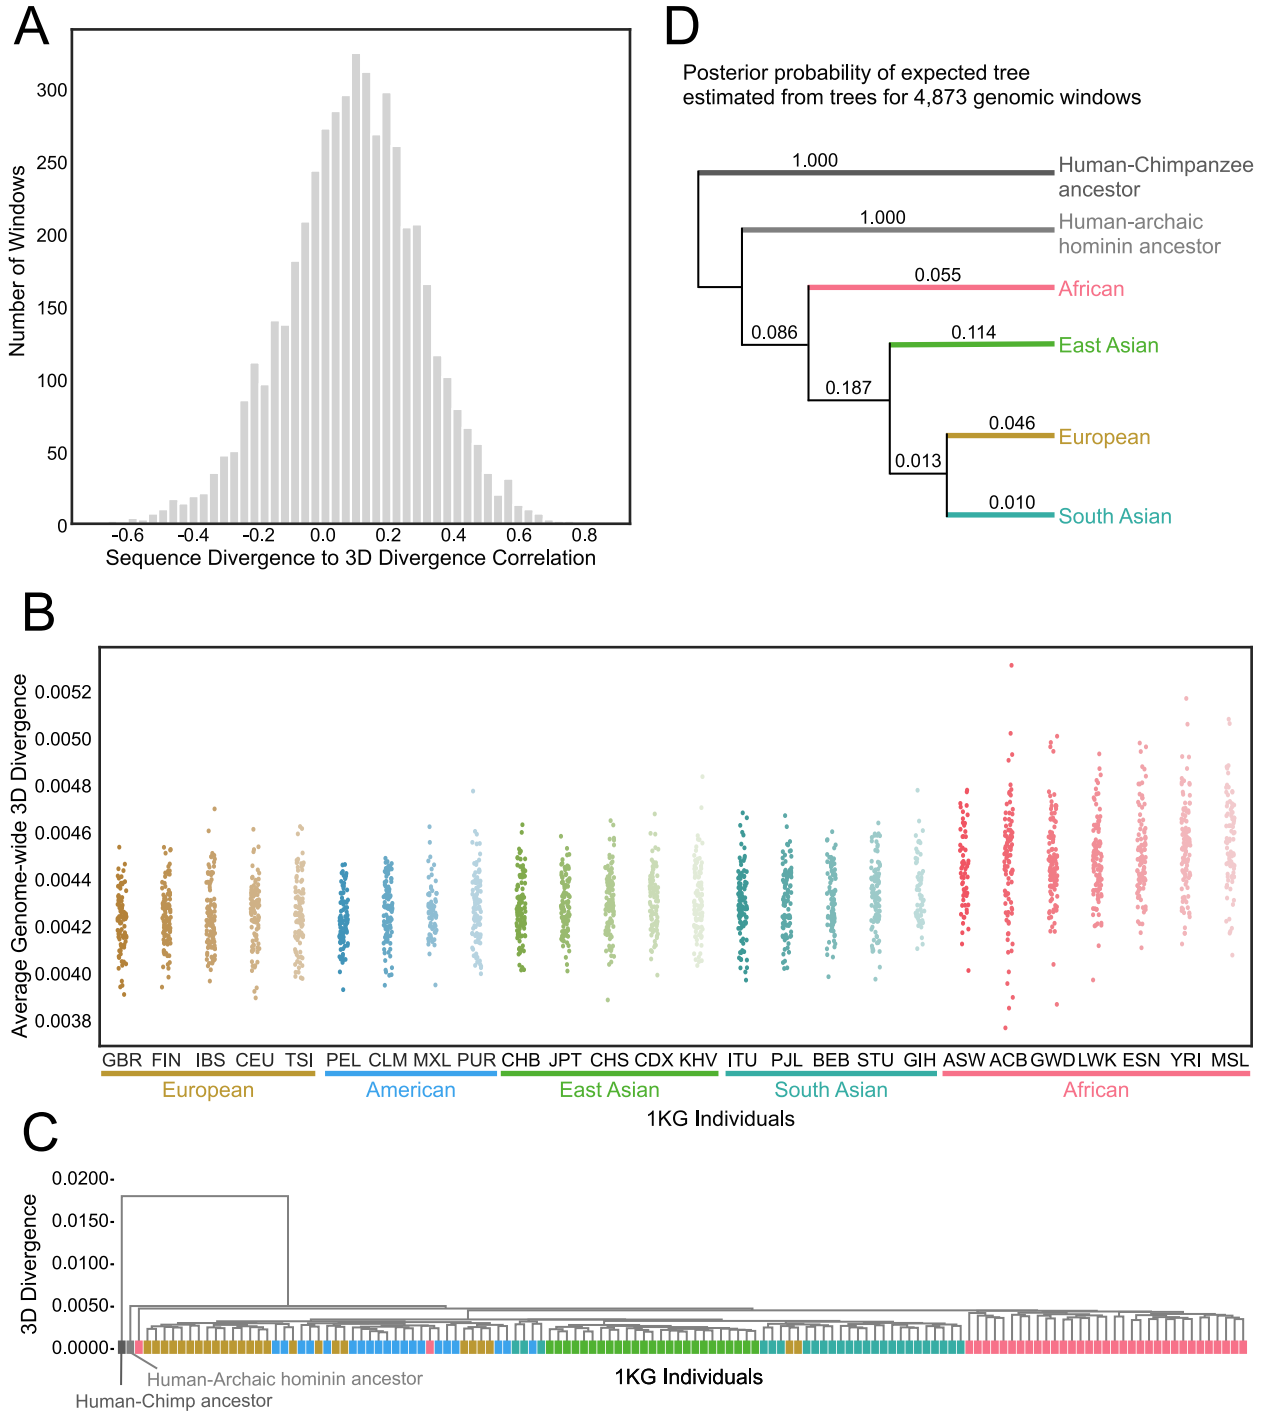 A
300
250
200
150
100
50
0
Number of Windows
-0.6 -0.4 -0.2 0.0 0.2 0.4 0.6 0.8
Sequence Divergence to 3D Divergence Correlation
D
Posterior probability of expected tree
estimated from trees for 4,873 genomic windows
1.000
Human-Chimpanzee
ancestor
1.000
Human-archaic
hominin ancestor
0.055
African
0.086
0.114
East Asian
0.187
0.046
European
0.013
0.010
South Asian
B
Average Genome-wide 3D Divergence
0.0052
0.0050
0.0048
0.0046
0.0044
0.0042
0.0040
0.0038
GBR FIN IBS CEU TSI PEL CLM MXL PUR CHB JPT CHS CDX KHV ITU PJL BEB STU GIH ASW ACB GWD LWK ESN YRI MSL
European American East Asian South Asian African
1KG Individuals
C
3D Divergence
0.0200-
0.0150-
0.0100-
0.0050-
0.0000-
Human-Archaic hominin ancestor
1KG Individuals
Human-Chimp ancestor